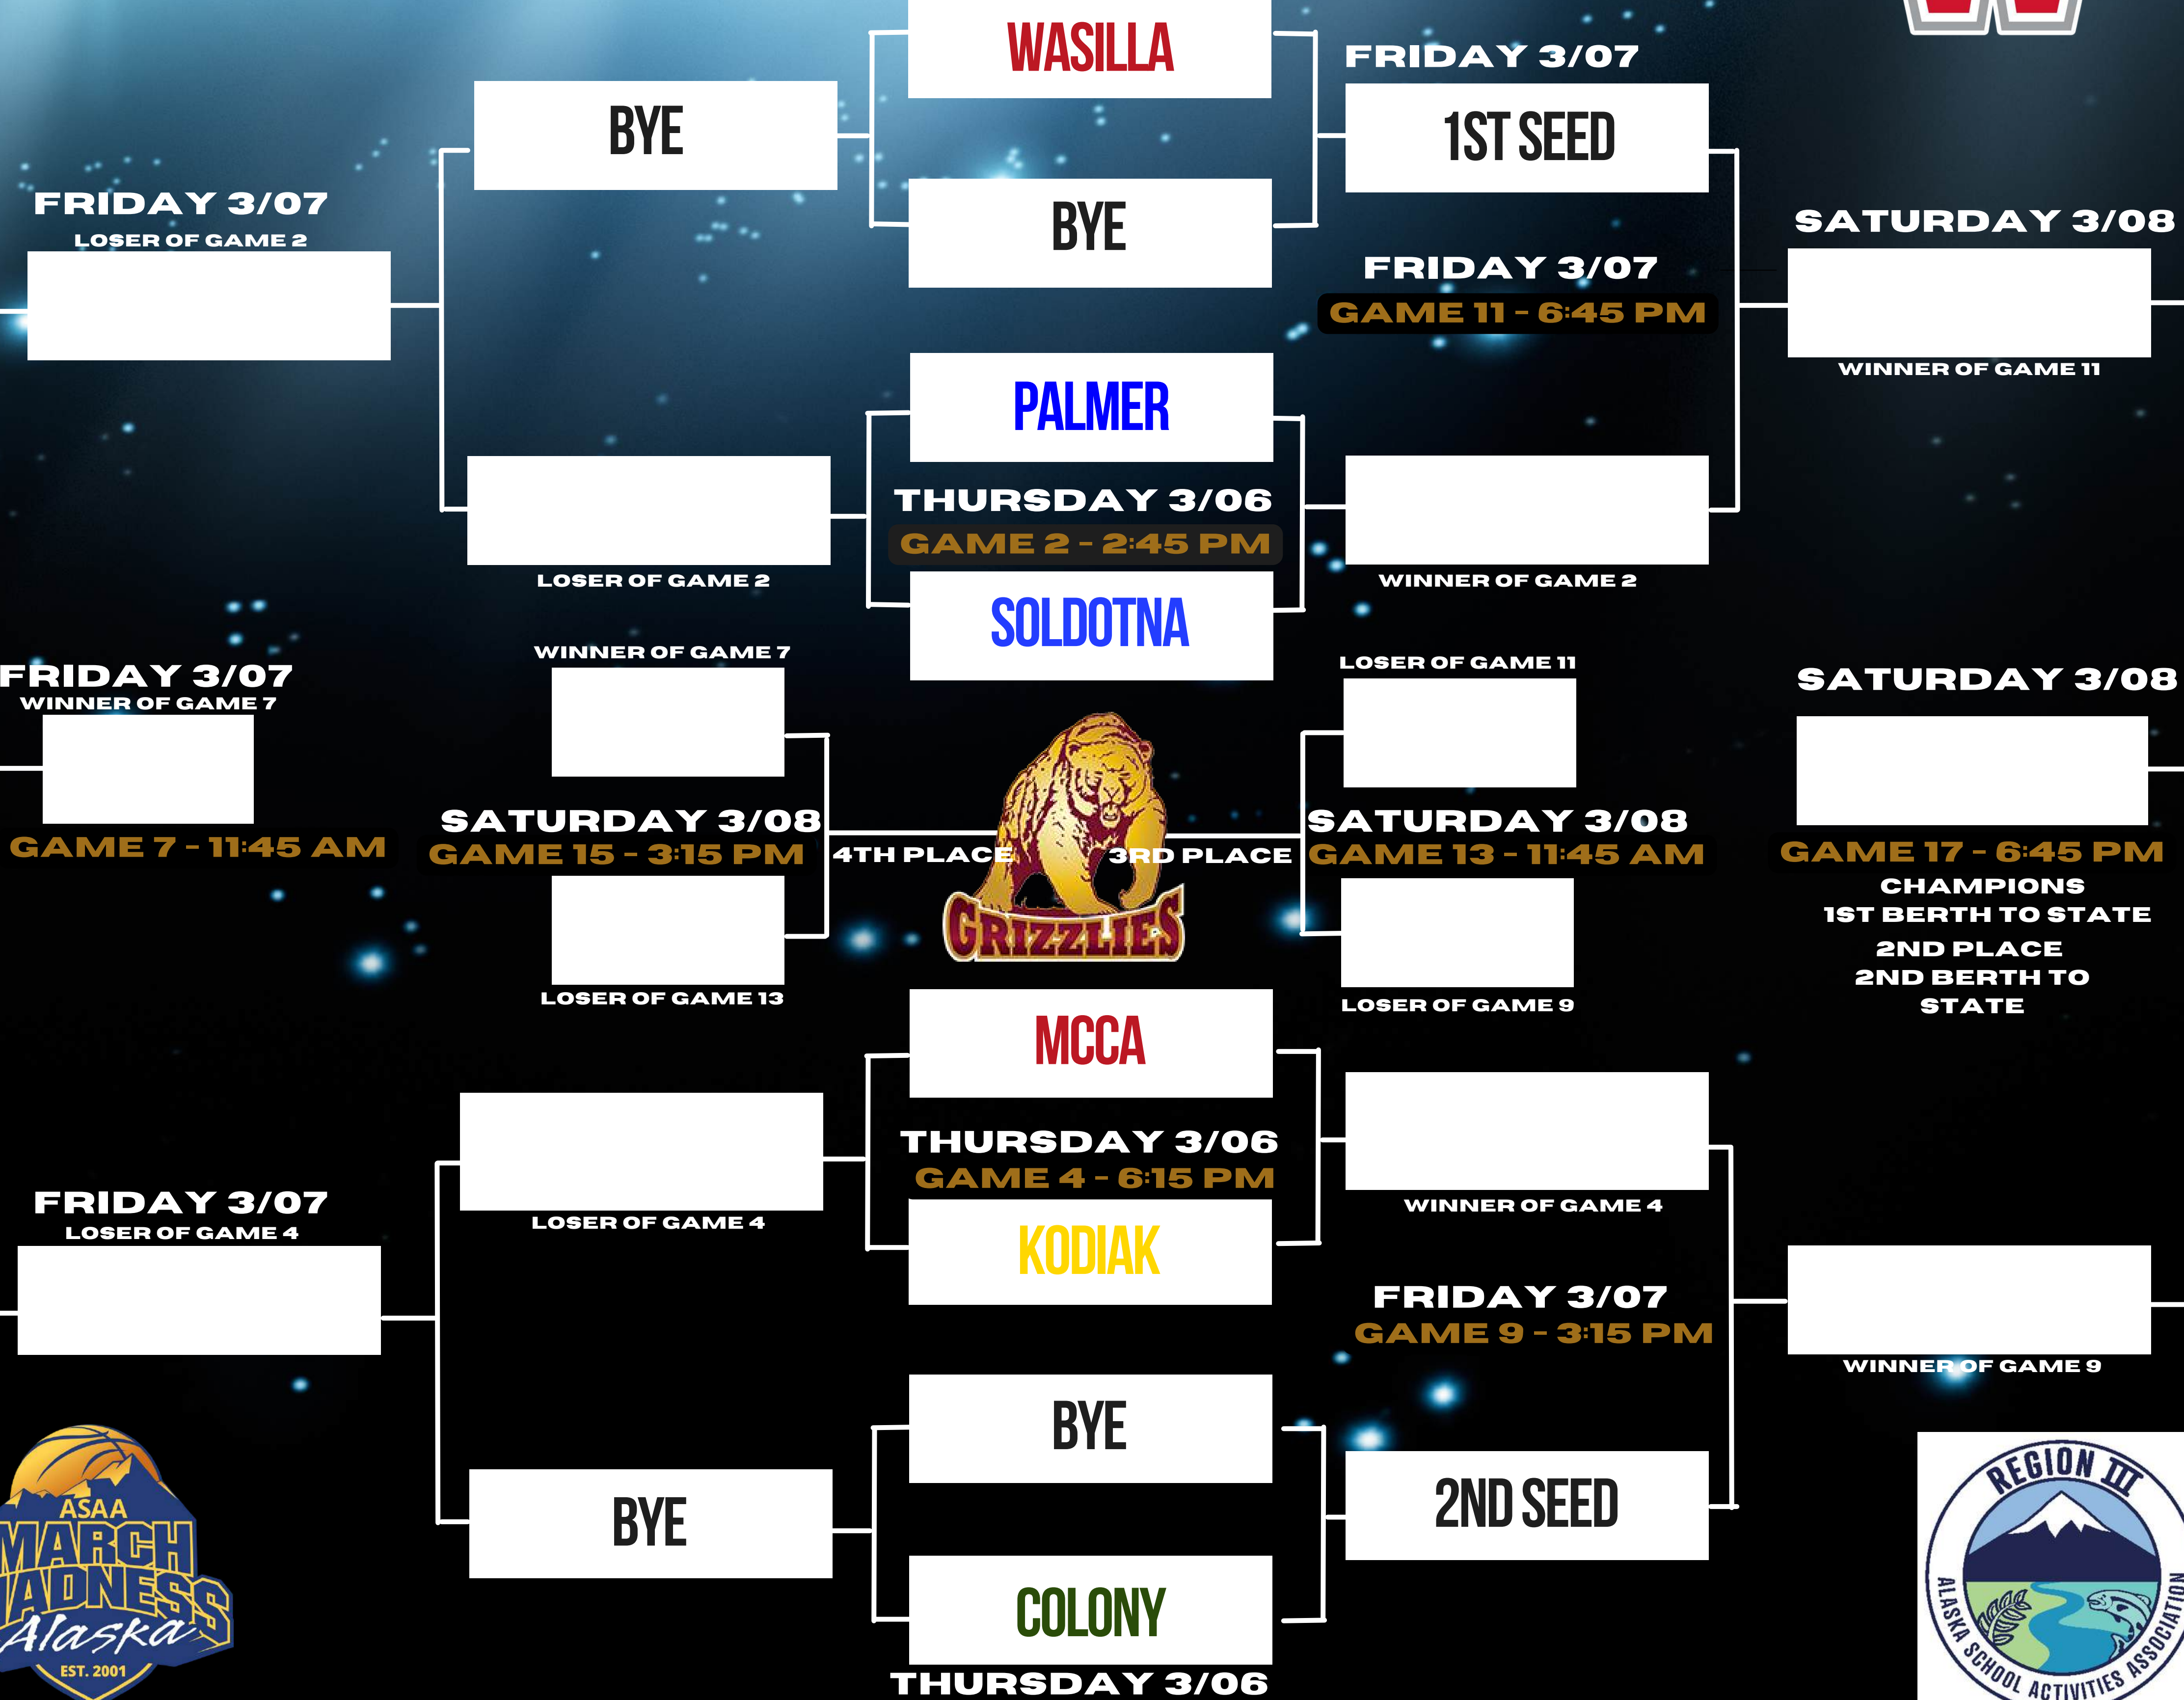 WASILLA
FRIDAY 3/07
BYE
1ST SEED
FRIDAY 3/07
LOSER OF GAME 2
BYE
SATURDAY 3/08
FRIDAY 3/07
GAME 11 - 6:45 PM
WINNER OF GAME 11
PALMER
THURSDAY 3/06
GAME 2 - 2:45 PM
LOSER OF GAME 2
WINNER OF GAME 2
SOLDOTNA
WINNER OF GAME 7
LOSER OF GAME 11
FRIDAY 3/07
WINNER OF GAME 7
SATURDAY 3/08
GAME 7 - 11:45 AM
SATURDAY 3/08
GAME 15 - 3:15 PM
4TH PLACE
3RD PLACE
SATURDAY 3/08
GAME 13 - 11:45 AM
GAME 17 - 6:45 PM
CHAMPIONS
1ST BERTH TO STATE
2ND PLACE
2ND BERTH TO
STATE
GRIZZLIES
LOSER OF GAME 13
LOSER OF GAME 9
MCCA
THURSDAY 3/06
GAME 4 - 6:15 PM
KODIAK
LOSER OF GAME 4
WINNER OF GAME 4
FRIDAY 3/07
LOSER OF GAME 4
FRIDAY 3/07
GAME 9 - 3:15 PM
WINNER OF GAME 9
BYE
2ND SEED
BYE
COLONY
THURSDAY 3/06
ASAA
MARCH
MADNESS
Alaska
EST. 2001
REGION III
ALASKA SCHOOL ACTIVITIES ASSOCIATION